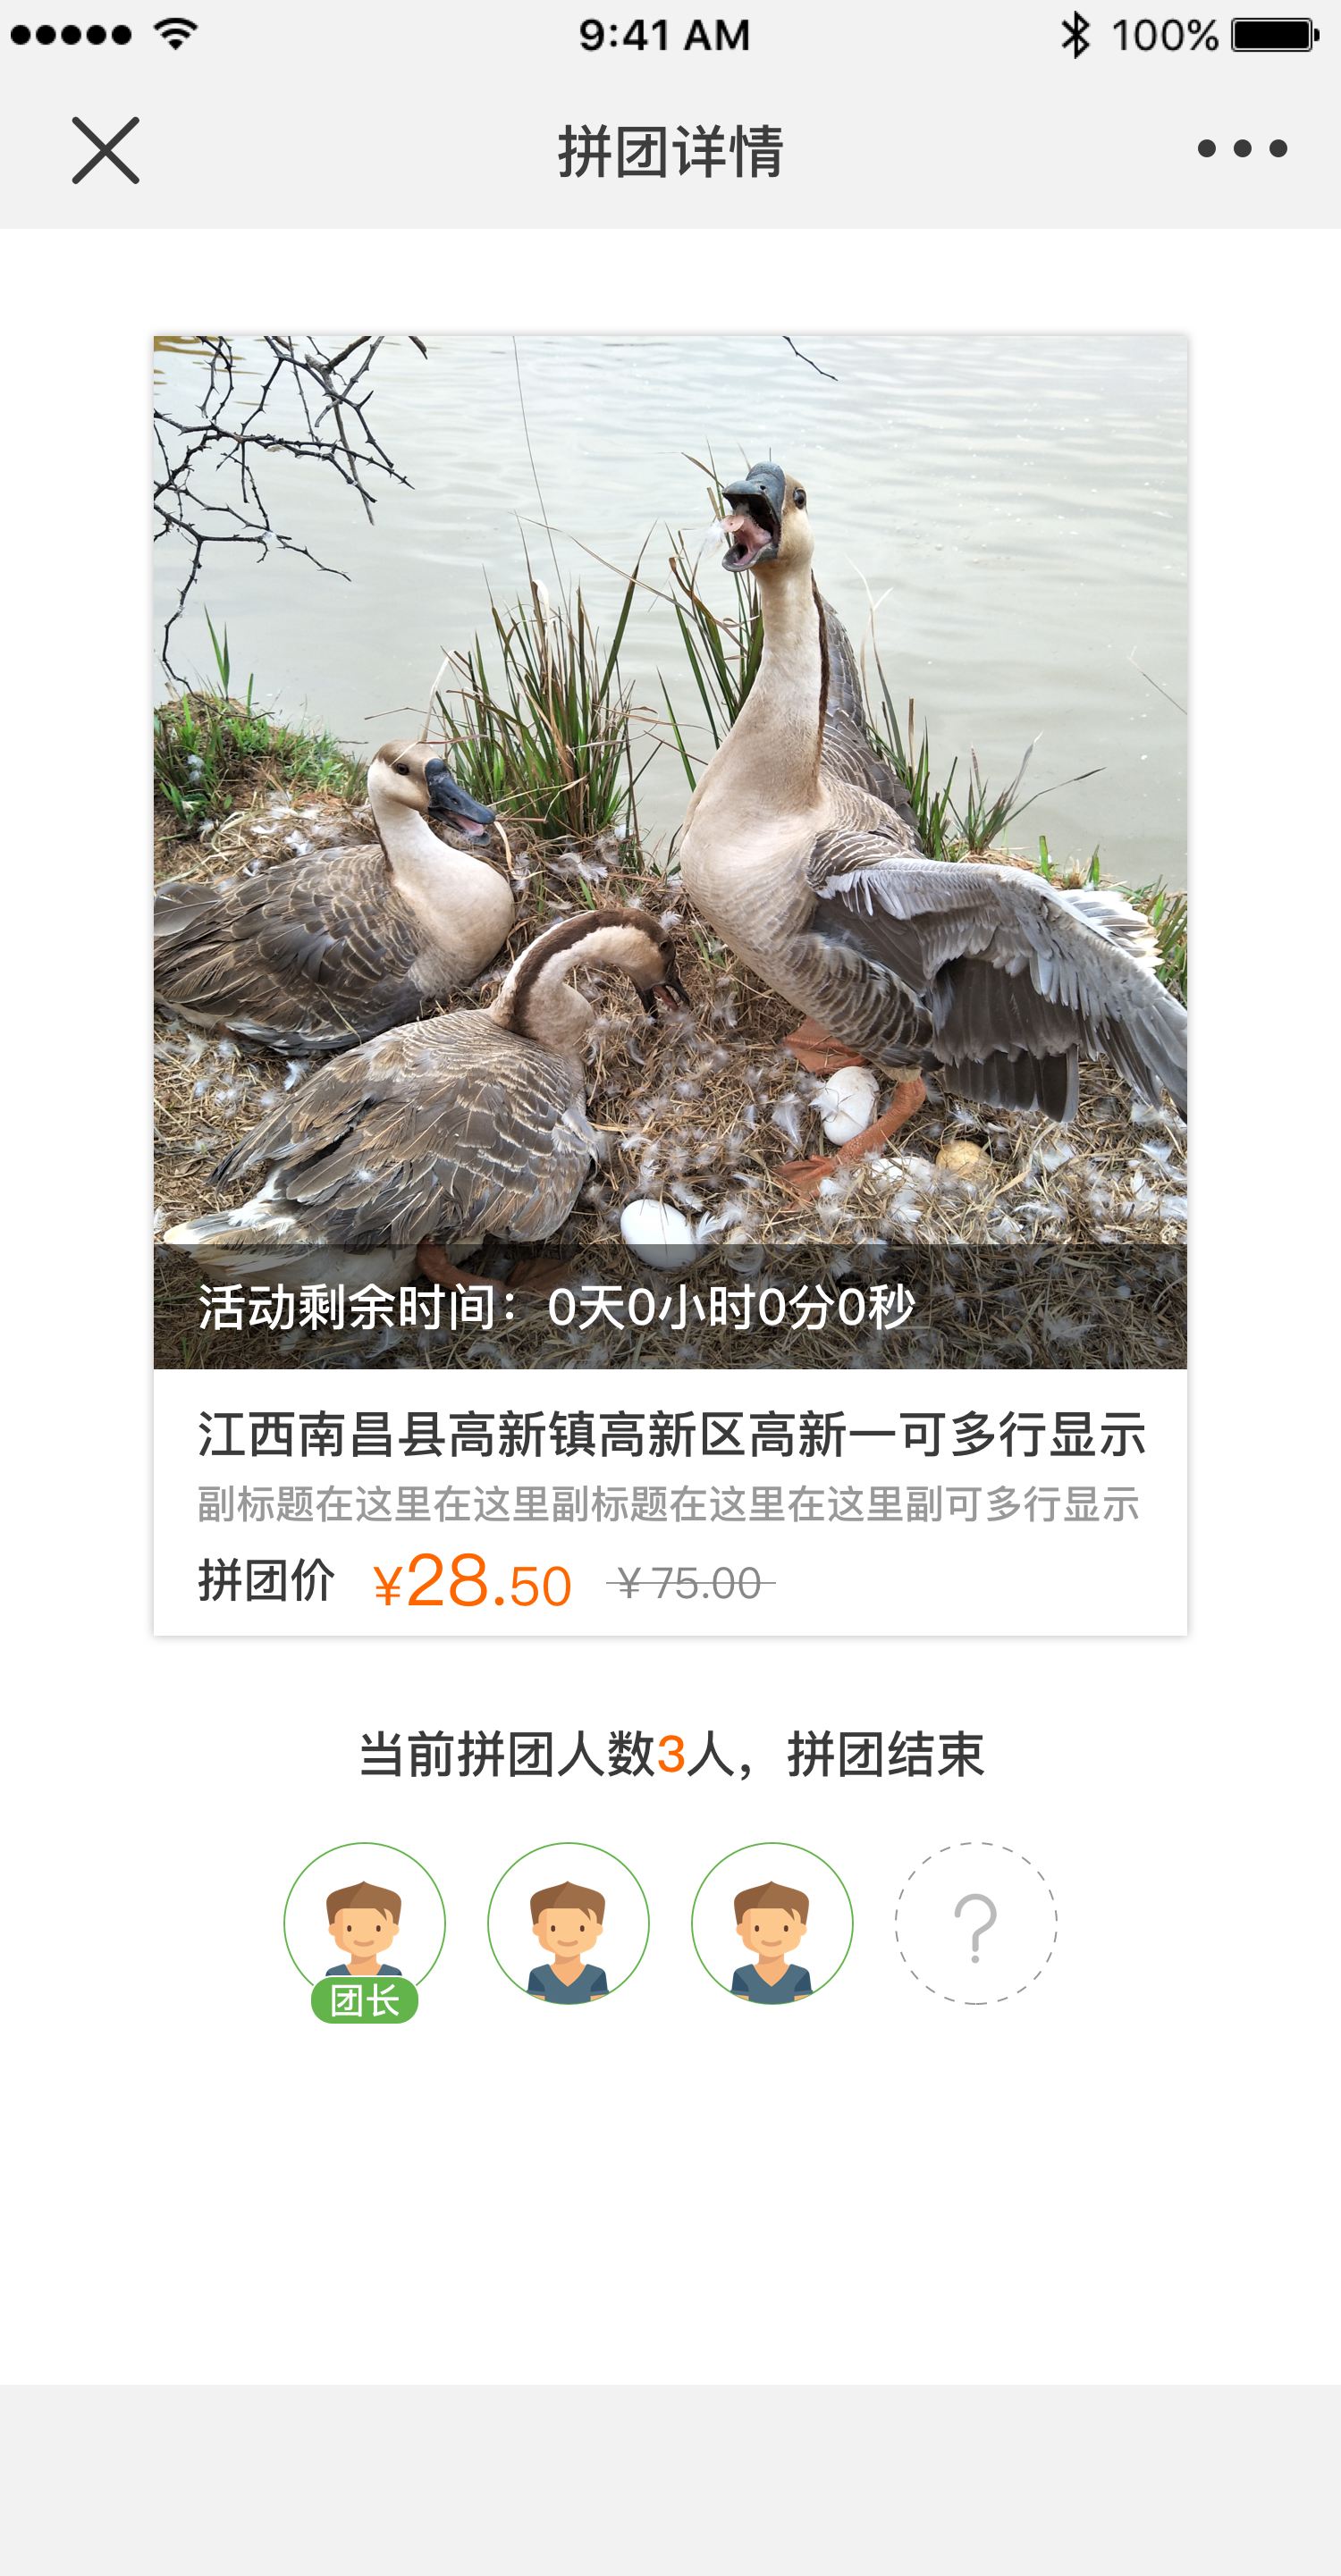 9:41 AM
100%
拼团详情
活动剩余时间：0天0小时0分0秒
江西南昌县高新镇高新区高新一可多行显示
副标题在这里在这里副标题在这里在这里副可多行显示
拼团价 ¥28.50 ¥75.00
当前拼团人数3人，拼团结束
?
团长